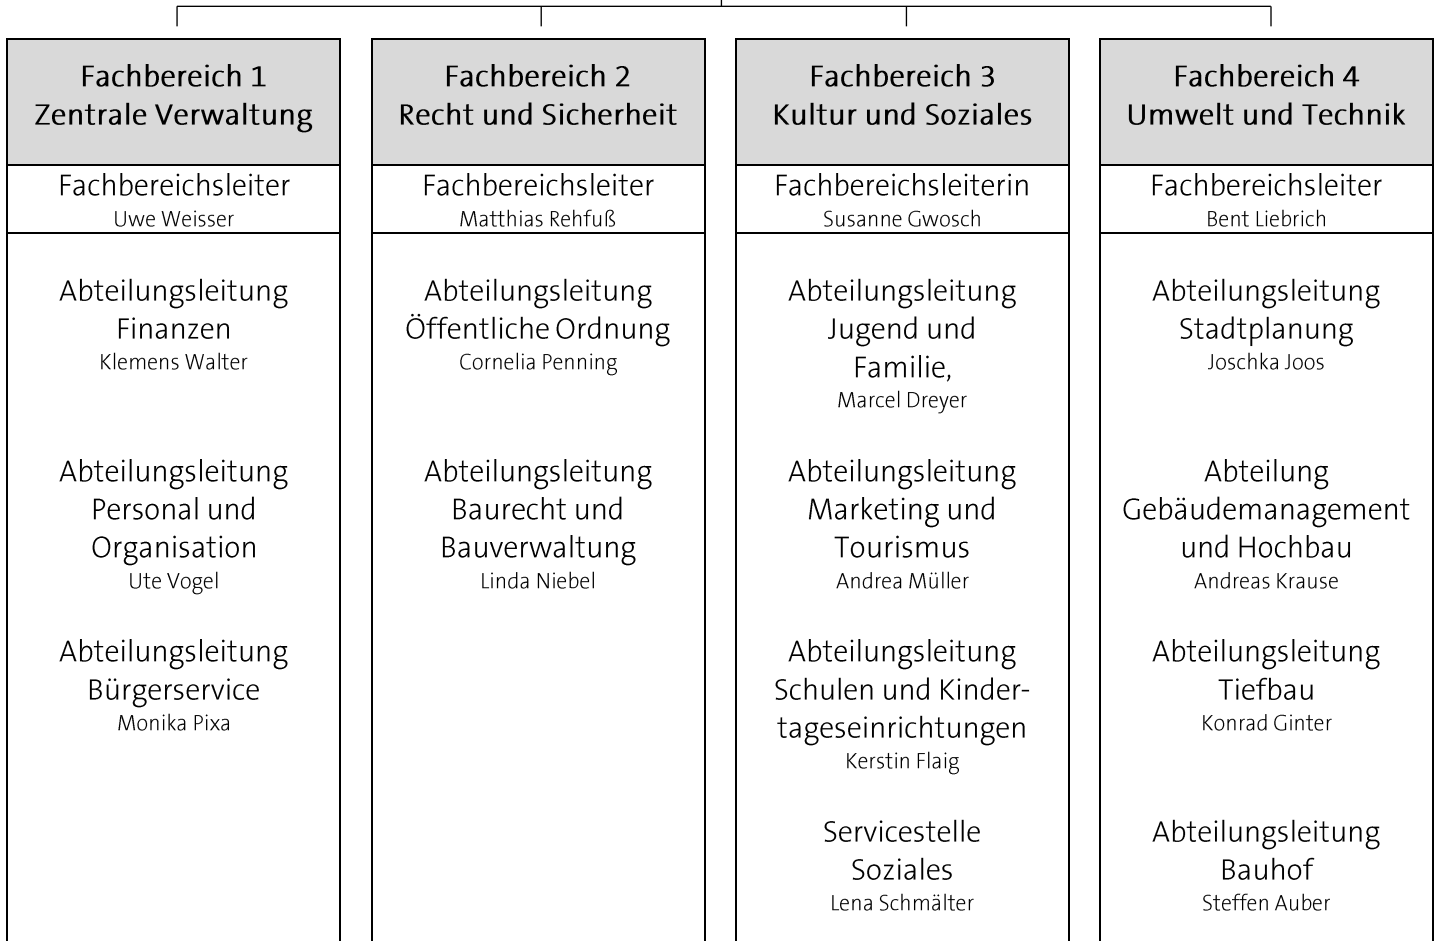 Fachbereich 1
Zentrale Verwaltung
Fachbereichsleiter
Uwe Weisser
Abteilungsleitung
Finanzen
Klemens Walter
Abteilungsleitung
Personal und
Organisation
Ute Vogel
Abteilungsleitung
Bürgerservice
Monika Pixa
Fachbereich 2
Recht und Sicherheit
Fachbereichsleiter
Matthias Rehfuß
Abteilungsleitung
Öffentliche Ordnung
Cornelia Penning
Abteilungsleitung
Baurecht und
Bauverwaltung
Linda Niebel
Fachbereich 3
Kultur und Soziales
Fachbereichsleiterin
Susanne Gwosch
Abteilungsleitung
Jugend und
Familie,
Marcel Dreyer
Abteilungsleitung
Marketing und
Tourismus
Andrea Müller
Abteilungsleitung
Schulen und Kinder-
tageseinrichtungen
Kerstin Flaig
Servicestelle
Soziales
Lena Schmälter
Fachbereich 4
Umwelt und Technik
Fachbereichsleiter
Bent Liebrich
Abteilungsleitung
Stadtplanung
Joschka Joos
Abteilung
Gebäudemanagement
und Hochbau
Andreas Krause
Abteilungsleitung
Tiefbau
Konrad Ginter
Abteilungsleitung
Bauhof
Steffen Auber